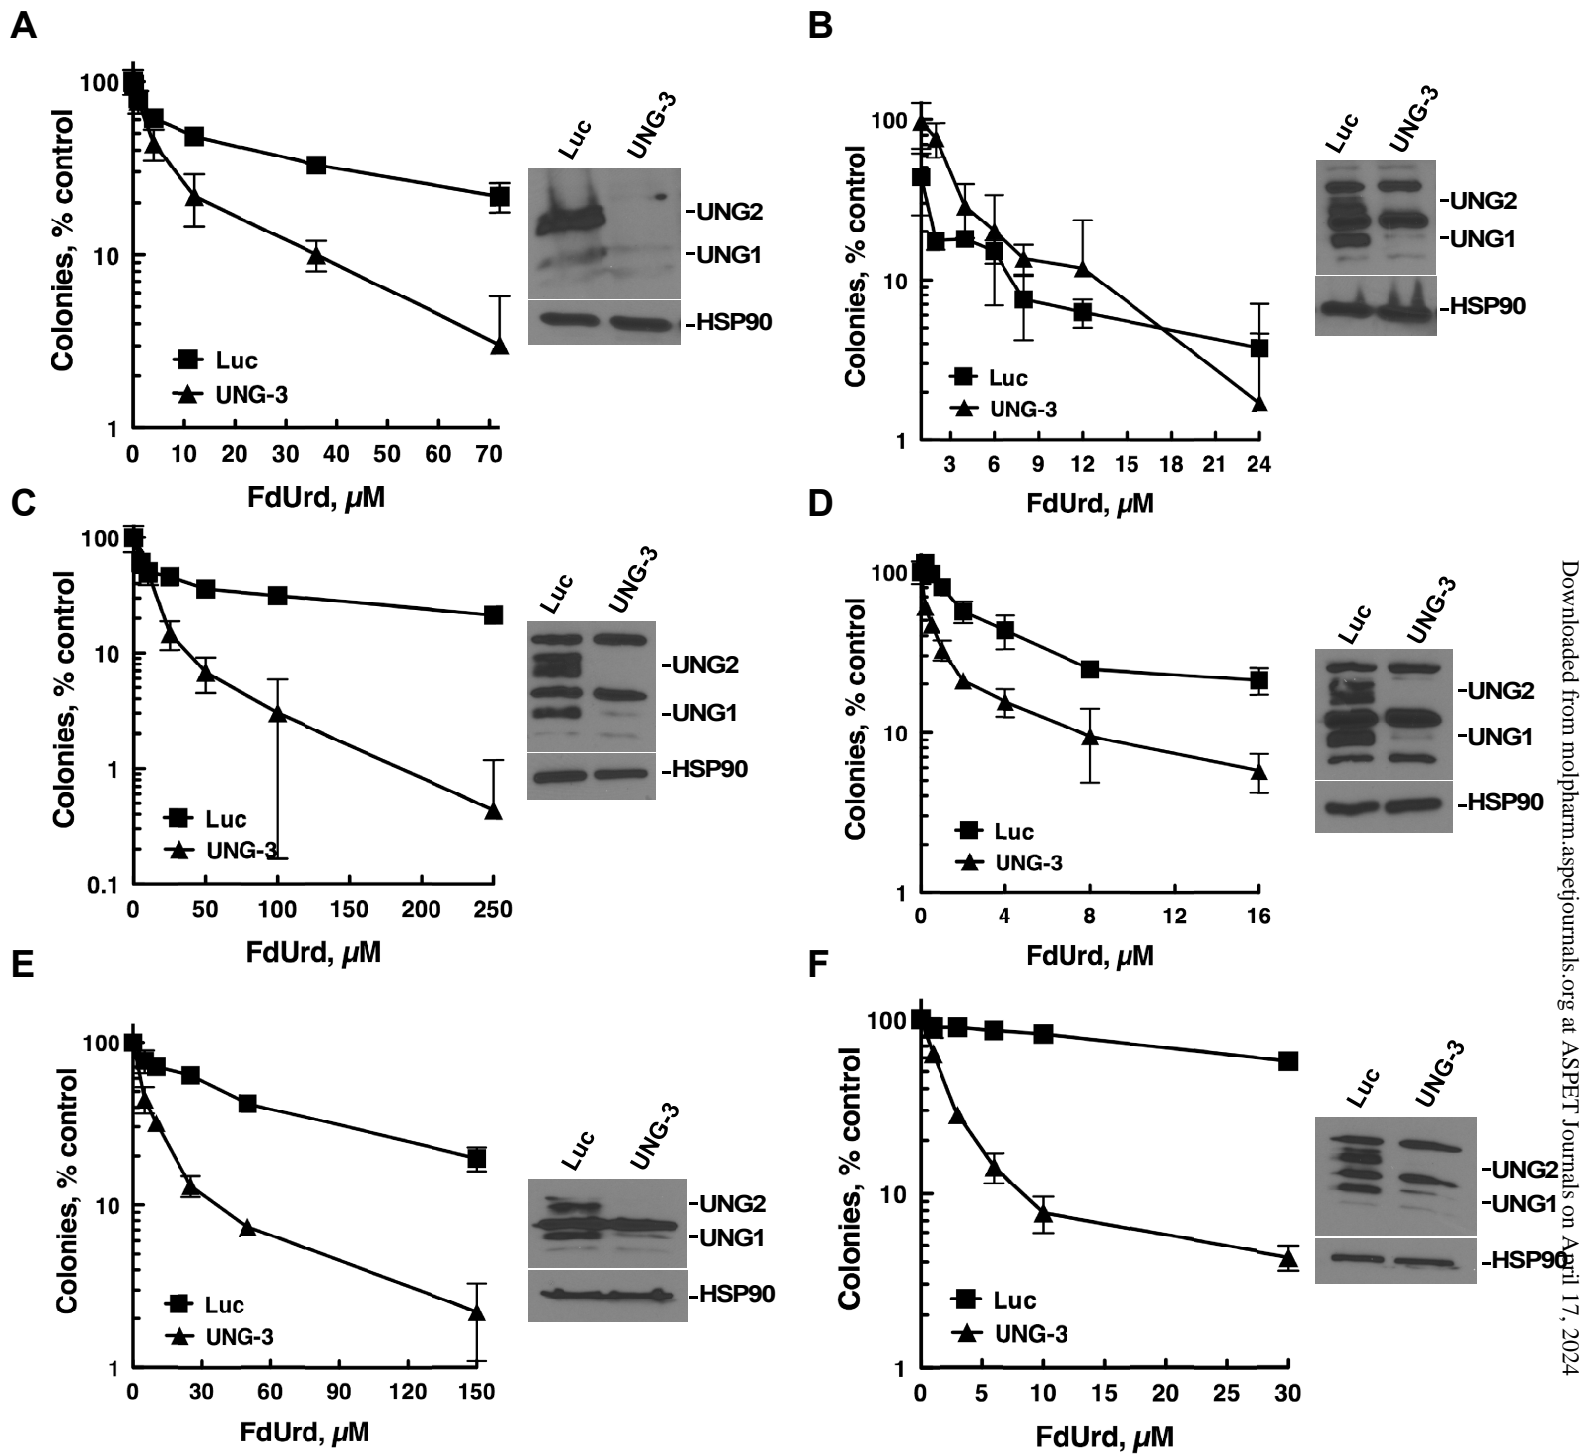 A
Colonies, % control
100
10
1
0 10 20 30 40 50 60 70
FdUrd, µM
Luc
UNG-3
Luc UNG-3
-UNG2
-UNG1
-HSP90
B
Colonies, % control
100
10
1
3 6 9 12 15 18 21 24
FdUrd, µM
Luc
UNG-3
Luc UNG-3
-UNG2
-UNG1
-HSP90
C
Colonies, % control
100
10
1
0.1
0 50 100 150 200 250
FdUrd, µM
Luc
UNG-3
Luc UNG-3
-UNG2
-UNG1
-HSP90
D
Colonies, % control
100
10
1
0 4 8 12 16
FdUrd, µM
Luc
UNG-3
Luc UNG-3
-UNG2
-UNG1
-HSP90
E
Colonies, % control
100
10
1
0 30 60 90 120 150
FdUrd, µM
Luc
UNG-3
Luc UNG-3
-UNG2
-UNG1
-HSP90
F
Colonies, % control
100
10
1
0 5 10 15 20 25 30
FdUrd, µM
Luc
UNG-3
Luc UNG-3
-UNG2
-UNG1
-HSP90
Downloaded from molpharm.aspetjournals.org at ASPET Journals on April 17, 2024